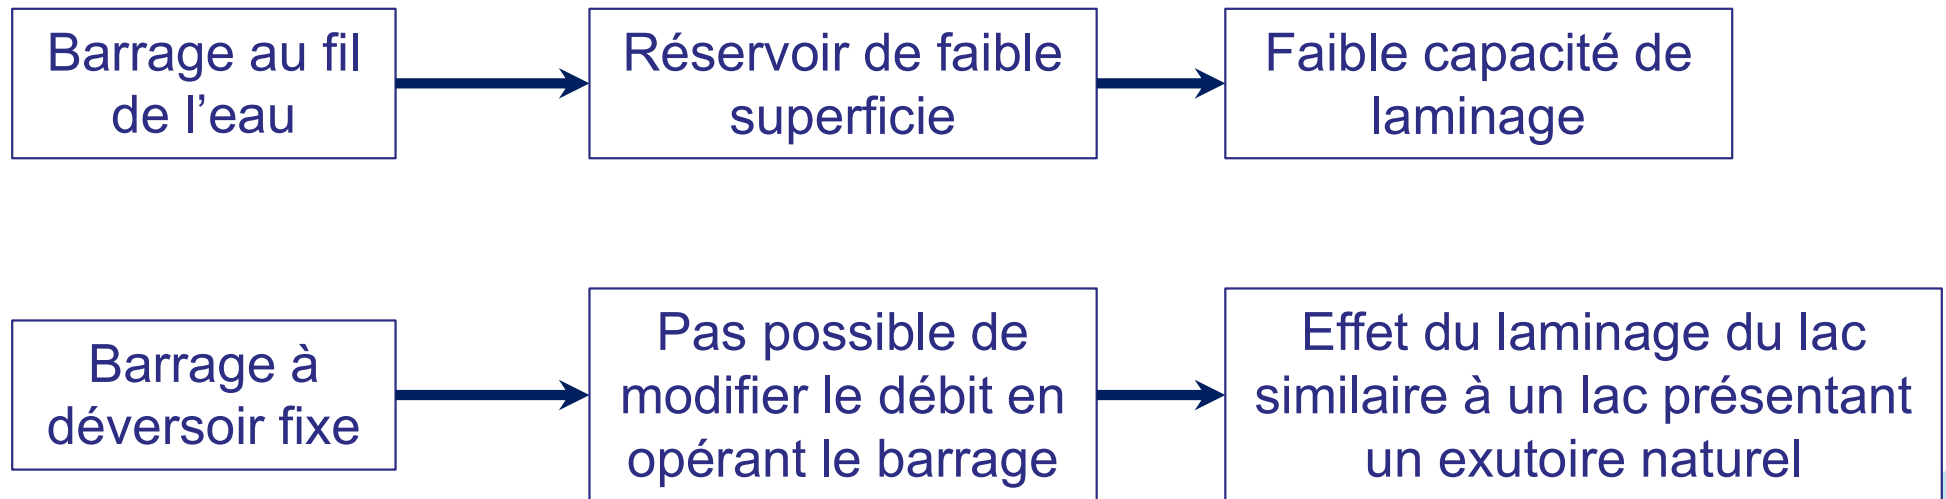 Barrage au fil
de l’eau
Réservoir de faible
superficie
Faible capacité de
laminage
Barrage à
déversoir fixe
Pas possible de
modifier le débit en
opérant le barrage
Effet du laminage du lac
similaire à un lac présentant
un exutoire naturel